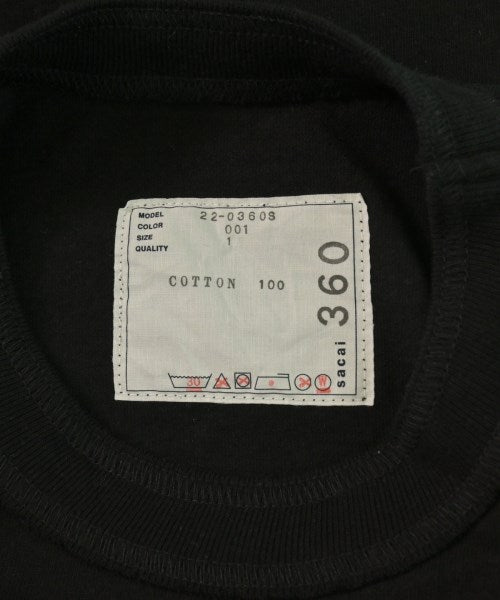 MODEL 22-0360S
COLOR 001
SIZE 1
QUALITY
COTTON 100
30
W
sacai 360